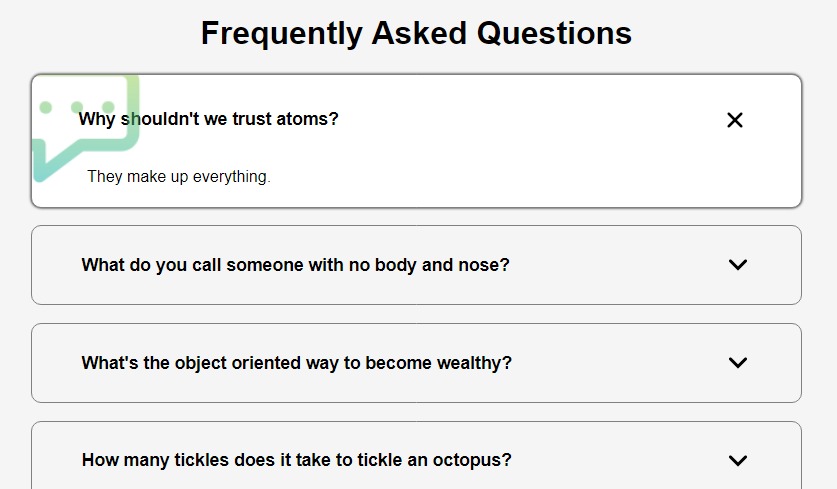 Frequently Asked Questions
Why shouldn't we trust atoms?
They make up everything.
What do you call someone with no body and nose?
What's the object oriented way to become wealthy?
How many tickles does it take to tickle an octopus?